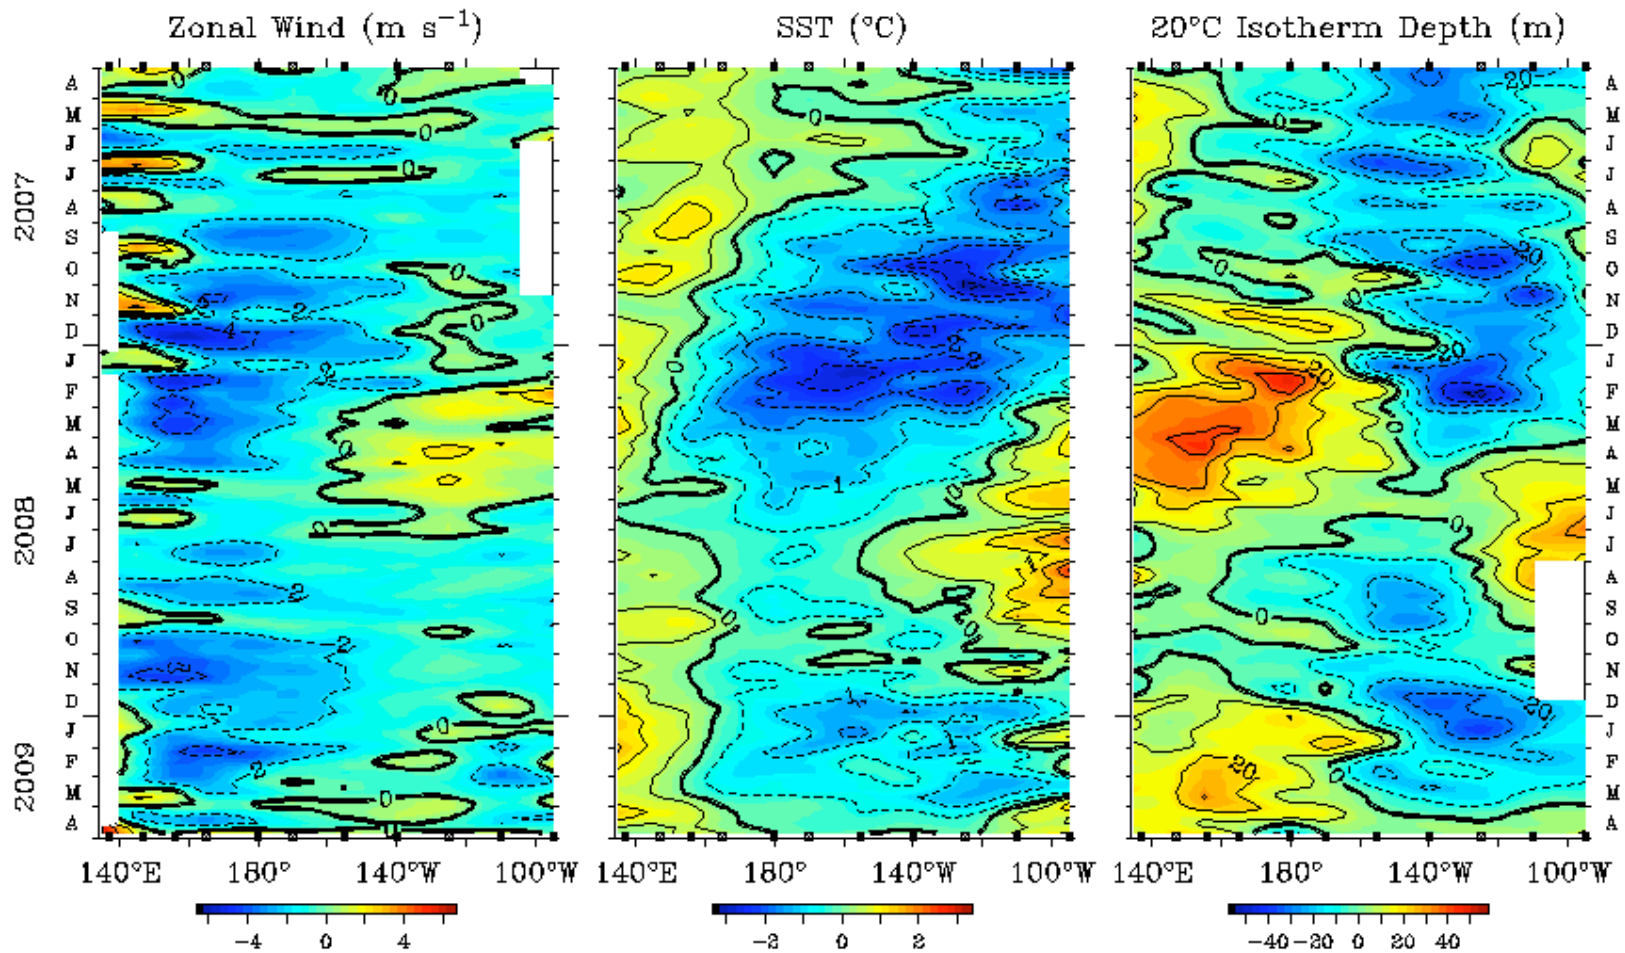 Zonal Wind (m s⁻¹) SST (°C) 20°C Isotherm Depth (m)
A
M
J
J
A
S
O
N
D
J
F
M
A
M
J
J
A
S
O
N
D
J
F
M
A
2007
2008
2009
A
M
J
J
A
S
O
N
D
J
F
M
A
M
J
J
A
S
O
N
D
J
F
M
A
140°E 180° 140°W 100°W 140°E 180° 140°W 100°W 140°E 180° 140°W 100°W
-4 0 4 -2 0 2 -40 -20 0 20 40